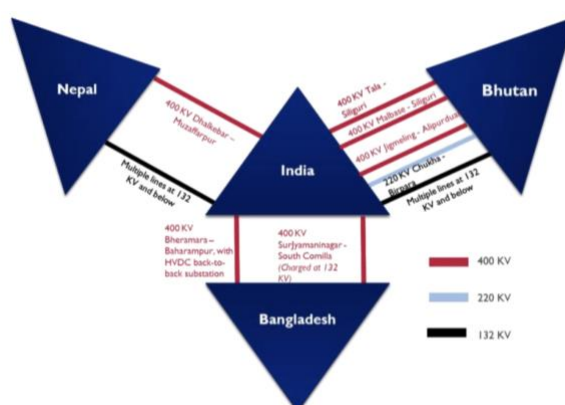 Nepal
400 KV Dhalkebar –
Muzaffarpur
Multiple lines at 132
KV and below
India
400 KV Tala -
Siliguri
400 KV Malbase - Siliguri
400 KV Jigmeling - Alipurduar
220 KV Chukha -
Birpara
Multiple lines at 132
KV and below
Bhutan
400 KV
Bheramara –
Baharampur, with
HVDC back-to-
back substation
400 KV
Surjyamaninagar -
South Comilla
(Charged at 132
KV)
Bangladesh
400 KV
220 KV
132 KV